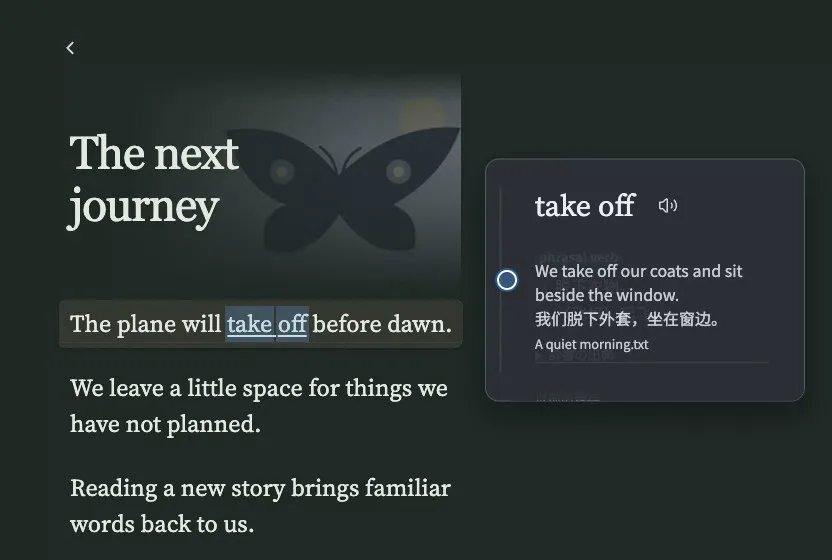 The next
journey
The plane will take off before dawn.
We leave a little space for things we
have not planned.
Reading a new story brings familiar
words back to us.
take off
We take off our coats and sit
beside the window.
我们脱下外套，坐在窗边。
A quiet morning.txt